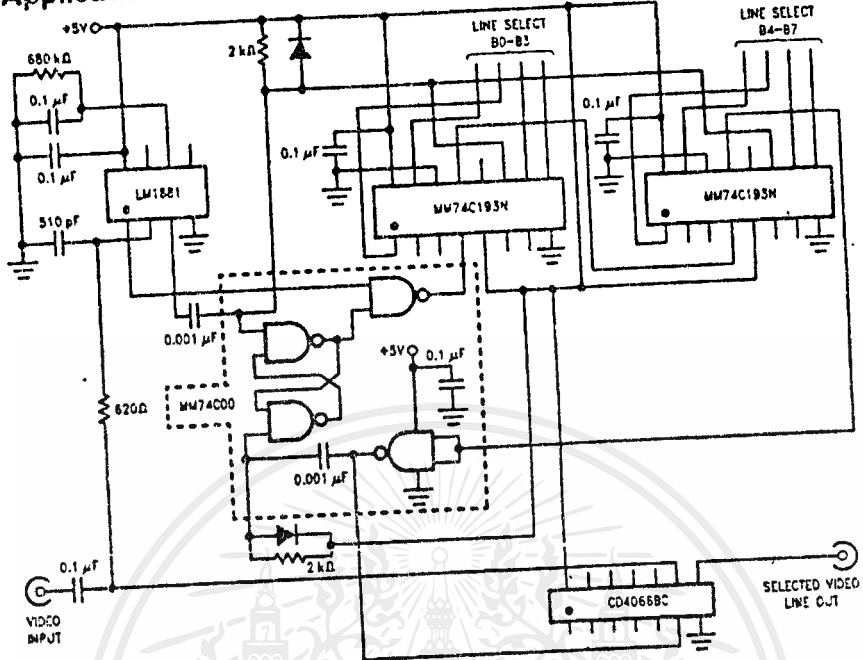 Applicat
+5V
LINE SELECT
B0-B3
LINE SELECT
B4-B7
680 kΩ
2 kΩ
0.1 μF
0.1 μF
0.1 μF
0.1 μF
LM1881
MM74C193N
MM74C193N
510 pF
0.001 μF
+5V
0.1 μF
MM74C00
620Ω
0.001 μF
2 kΩ
0.1 μF
VIDEO
INPUT
CD4066BC
SELECTED VIDEO
LINE OUT